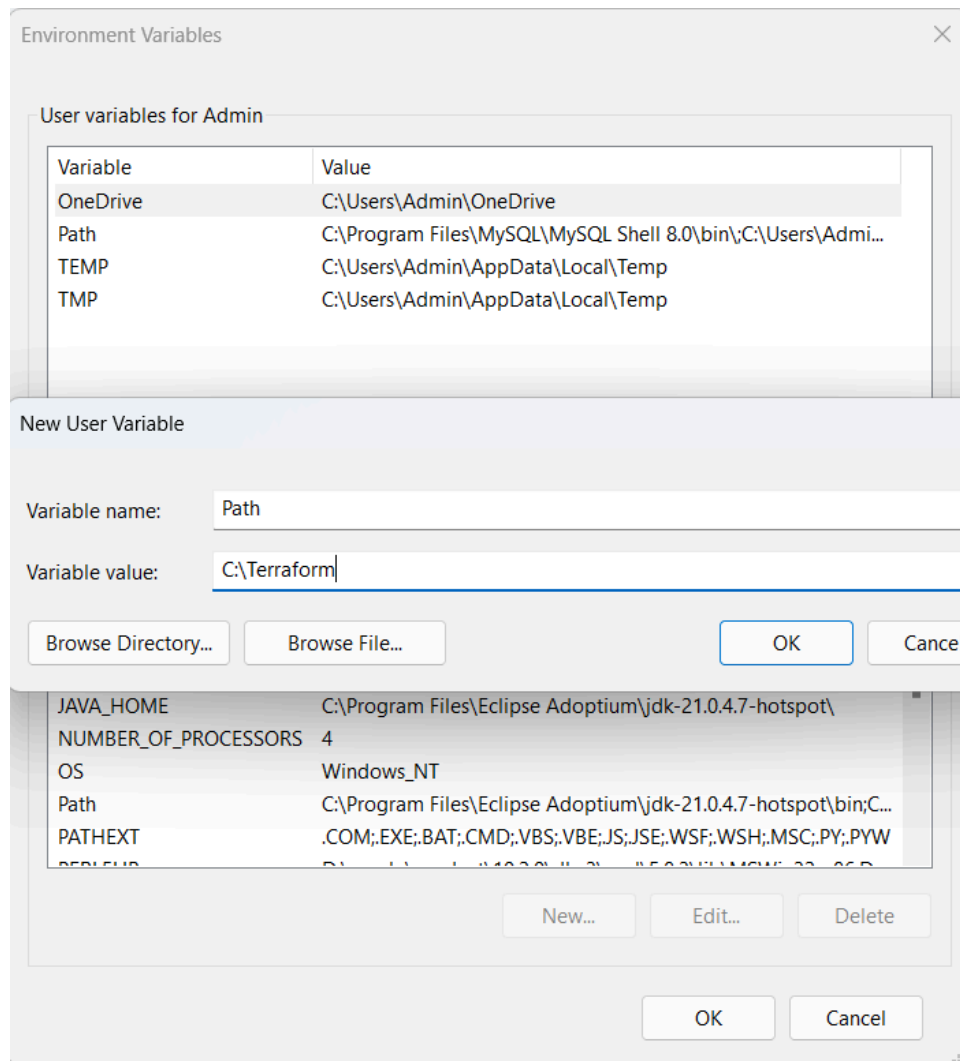 Environment Variables
User variables for Admin
Variable Value
OneDrive C:\Users\Admin\OneDrive
Path C:\Program Files\MySQL\MySQL Shell 8.0\bin\;C:\Users\Admi...
TEMP C:\Users\Admin\AppData\Local\Temp
TMP C:\Users\Admin\AppData\Local\Temp
New User Variable
Variable name: Path
Variable value: C:\Terraform
Browse Directory... Browse File... OK Cance
JAVA_HOME C:\Program Files\Eclipse Adoptium\jdk-21.0.4.7-hotspot\
NUMBER_OF_PROCESSORS 4
OS Windows_NT
Path C:\Program Files\Eclipse Adoptium\jdk-21.0.4.7-hotspot\bin;C...
PATHEXT .COM;.EXE;.BAT;.CMD;.VBS;.VBE;.JS;.JSE;.WSF;.WSH;.MSC;.PY;.PYW
New... Edit... Delete
OK Cancel